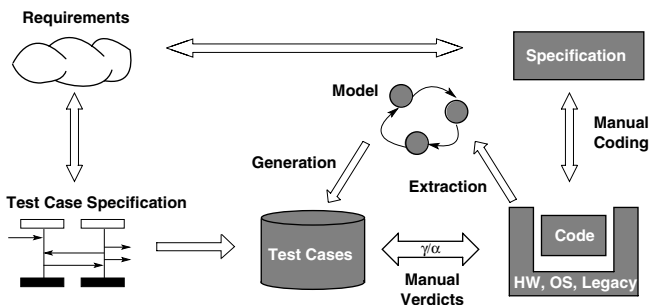 Requirements
Specification
Model
Manual
Coding
Generation
Extraction
Test Case Specification
Test Cases
γ/α
Manual
Verdicts
Code
HW, OS, Legacy